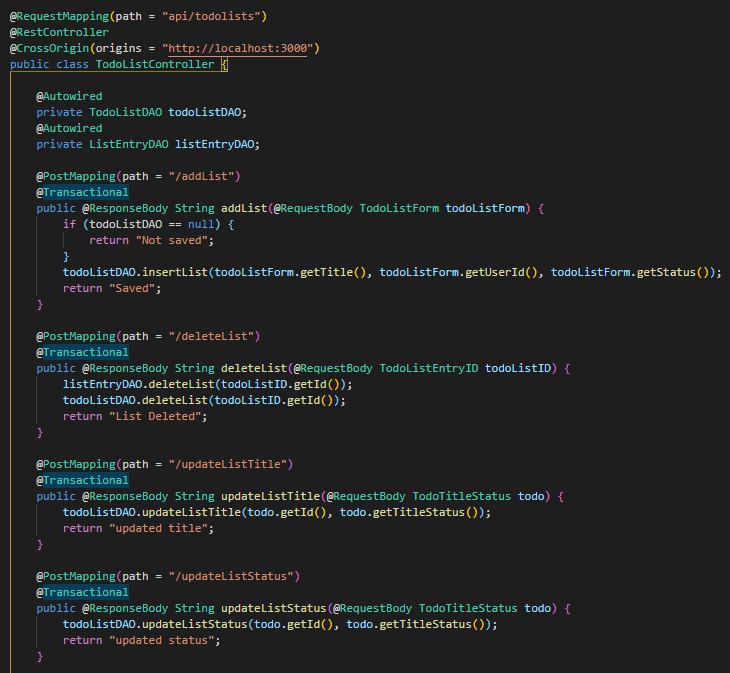 @RequestMapping(path = "api/todolists")
@RestController
@CrossOrigin(origins = "http://localhost:3000")
public class TodoListController {
@Autowired
private TodoListDAO todoListDAO;
@Autowired
private ListEntryDAO listEntryDAO;
@PostMapping(path = "/addList")
@Transactional
public @ResponseBody String addList(@RequestBody TodoListForm todoListForm) {
if (todoListDAO == null) {
return "Not saved";
}
todoListDAO.insertList(todoListForm.getTitle(), todoListForm.getUserId(), todoListForm.getStatus());
return "Saved";
}
@PostMapping(path = "/deleteList")
@Transactional
public @ResponseBody String deleteList(@RequestBody TodoListEntryID todoListID) {
listEntryDAO.deleteList(todoListID.getId());
todoListDAO.deleteList(todoListID.getId());
return "List Deleted";
}
@PostMapping(path = "/updateListTitle")
@Transactional
public @ResponseBody String updateListTitle(@RequestBody TodoTitleStatus todo) {
todoListDAO.updateListTitle(todo.getId(), todo.getTitleStatus());
return "updated title";
}
@PostMapping(path = "/updateListStatus")
@Transactional
public @ResponseBody String updateListStatus(@RequestBody TodoTitleStatus todo) {
todoListDAO.updateListStatus(todo.getId(), todo.getTitleStatus());
return "updated status";
}